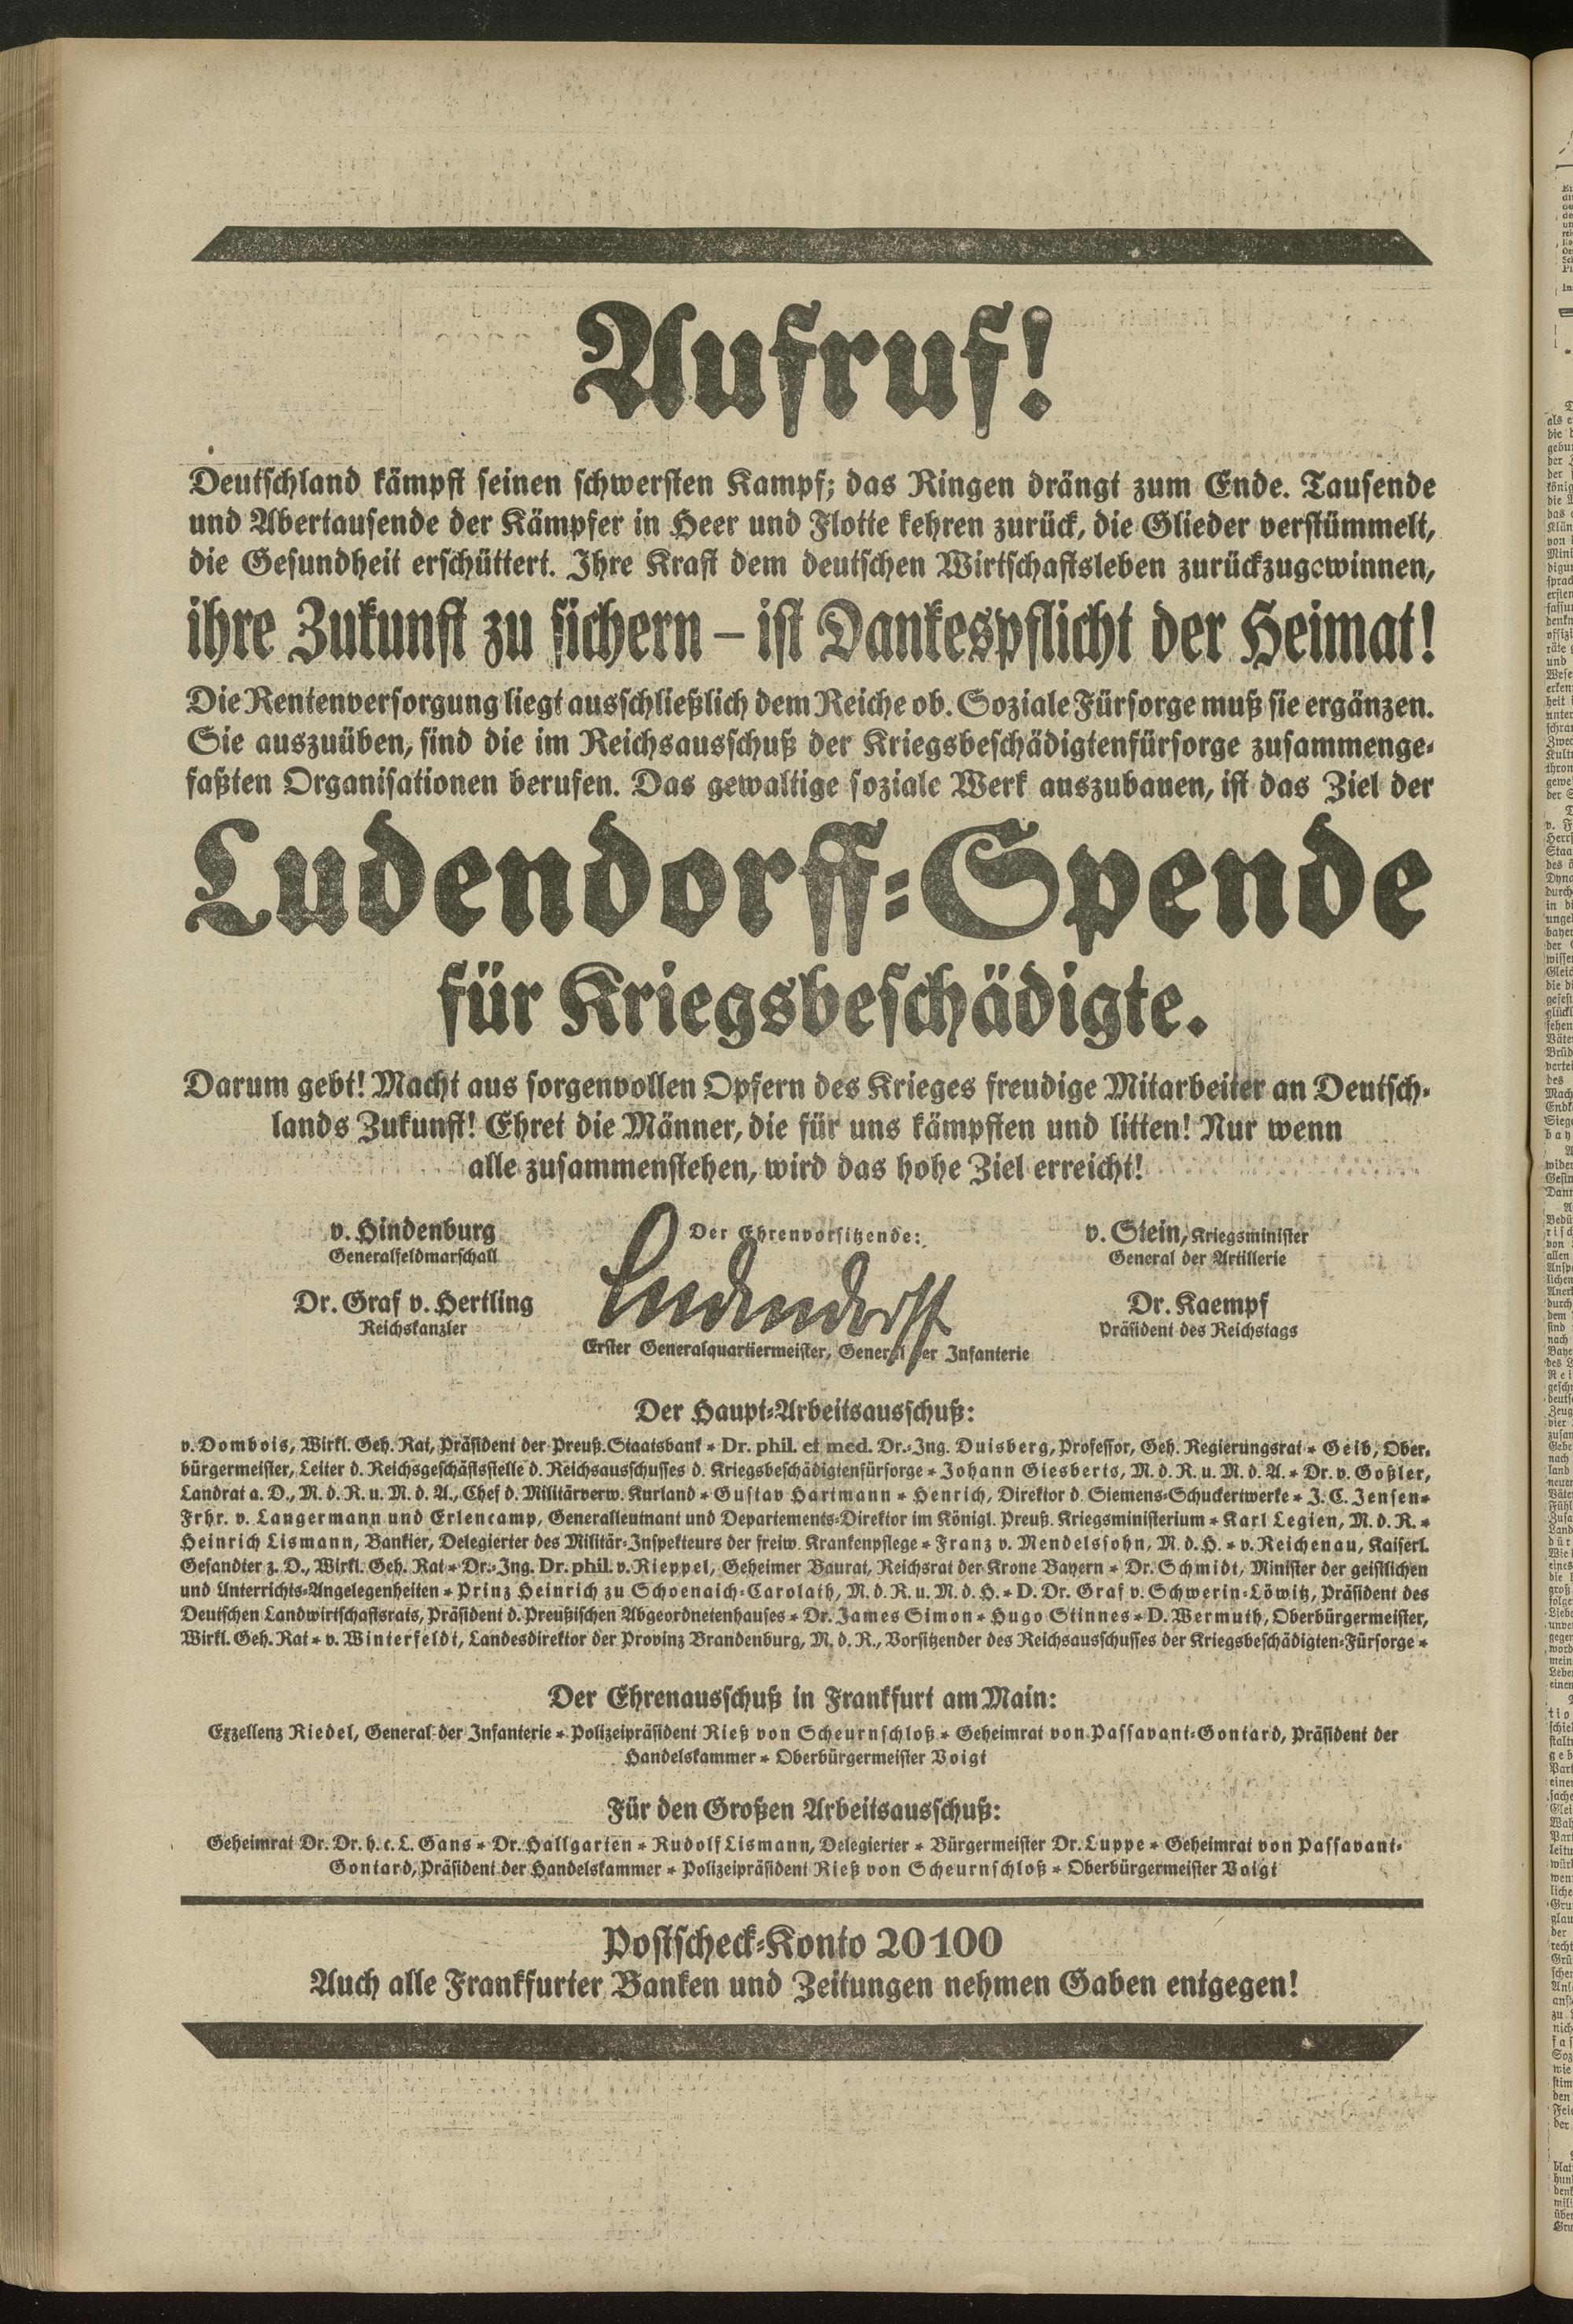 Aufruf!
Deutschland kämpft seinen schwersten Kampf; das Ringen drängt zum Ende. Tausende
und Abertausende der Kämpfer in Heer und Flotte kehren zurück, die Glieder verstümmelt,
die Gesundheit erschüttert. Ihre Kraft dem deutschen Wirtschaftsleben zurückzugewinnen,
ihre Zukunft zu sichern – ist Dankespflicht der Heimat!
Die Rentenversorgung liegt ausschließlich dem Reiche ob. Soziale Fürsorge muß sie ergänzen.
Sie auszuüben, sind die im Reichsausschuß der Kriegsbeschädigtenfürsorge zusammenge-
faßten Organisationen berufen. Das gewaltige soziale Werk auszubauen, ist das Ziel der
Ludendorff-Spende
für Kriegsbeschädigte.
Darum gebt! Macht aus sorgenvollen Opfern des Krieges freudige Mitarbeiter an Deutsch-
lands Zukunft! Ehret die Männer, die für uns kämpften und litten! Nur wenn
alle zusammenstehen, wird das hohe Ziel erreicht!
v. Hindenburg
Generalfeldmarschall
Dr. Graf v. Hertling
Reichskanzler
Der Ehrenvorsitzende:
Ludendorff
Erster Generalquartiermeister, General der Infanterie
v. Stein, Kriegsminister
General der Artillerie
Dr. Kaempf
Präsident des Reichstags
Der Haupt-Arbeitsausschuß:
v. Dombois, Wirkl. Geh. Rat, Präsident der Preuß. Staatsbank * Dr. phil. et med. Dr.-Ing. Duisberg, Professor, Geh. Regierungsrat * Geib, Ober-
bürgermeister, Leiter d. Reichsgeschäftsstelle d. Reichsausschusses d. Kriegsbeschädigtenfürsorge * Johann Giesberts, M. d. R. u. M. d. A. * Dr. v. Goßler,
Landrat a. D., M. d. R. u. M. d. A., Chef d. Militärverw. Kurland * Gustav Hartmann * Henrich, Direktor d. Siemens-Schuckertwerke * J. C. Jensen *
Frhr. v. Langermann und Erlencamp, Generalleutnant und Departements-Direktor im Königl. Preuß. Kriegsministerium * Karl Legien, M. d. R. *
Heinrich Lismann, Bankier, Delegierter des Militär-Inspekteurs der freiw. Krankenpflege * Franz v. Mendelssohn, M. d. H. * v. Reichenau, Kaiserl.
Gesandter z. D., Wirkl. Geh. Rat * Dr.-Ing. Dr. phil. v. Rieppel, Geheimer Baurat, Reichsrat der Krone Bayern * Dr. Schmidt, Minister der geistlichen
und Unterrichts-Angelegenheiten * Prinz Heinrich zu Schoenaich-Carolath, M. d. R. u. M. d. H. * D. Dr. Graf v. Schwerin-Löwitz, Präsident des
Deutschen Landwirtschaftsrats, Präsident d. Preußischen Abgeordnetenhauses * Dr. James Simon * Hugo Stinnes * D. Wermuth, Oberbürgermeister,
Wirkl. Geh. Rat * v. Winterfeldt, Landesdirektor der Provinz Brandenburg, M. d. R., Vorsitzender des Reichsausschusses der Kriegsbeschädigten-Fürsorge *
Der Ehrenausschuß in Frankfurt am Main:
Exzellenz Riedel, General der Infanterie * Polizeipräsident Rieß von Scheurnschloß * Geheimrat von Passavant-Gontard, Präsident der
Handelskammer * Oberbürgermeister Voigt
Für den Großen Arbeitsausschuß:
Geheimrat Dr. Dr. h. c. L. Gans * Dr. Hallgarten * Rudolf Lismann, Delegierter * Bürgermeister Dr. Luppe * Geheimrat von Passavant-
Gontard, Präsident der Handelskammer * Polizeipräsident Rieß von Scheurnschloß * Oberbürgermeister Voigt
Postscheck-Konto 20100
Auch alle Frankfurter Banken und Zeitungen nehmen Gaben entgegen!